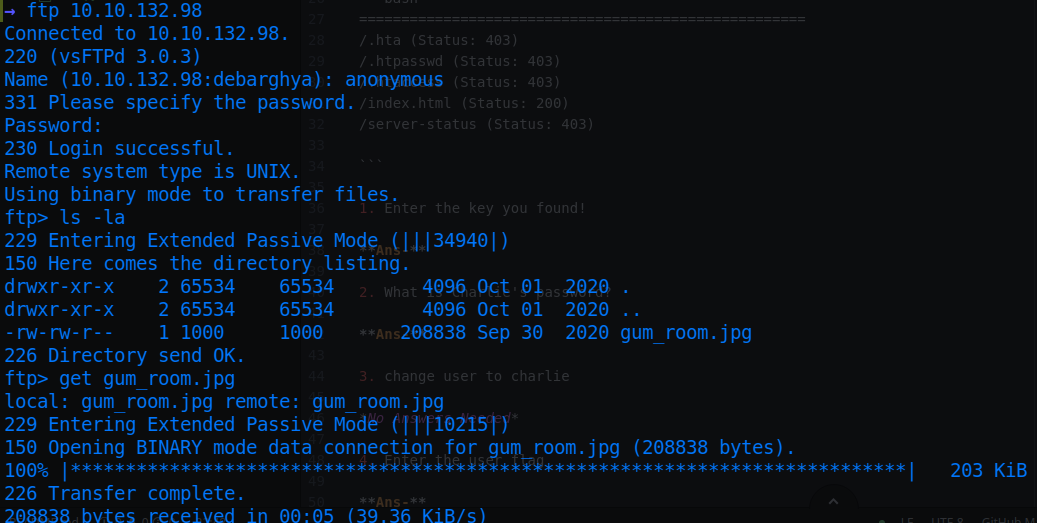 → ftp 10.10.132.98
Connected to 10.10.132.98.
220 (vsFTPd 3.0.3)
Name (10.10.132.98:debarghya): anonymous
331 Please specify the password.
Password:
230 Login successful.
Remote system type is UNIX.
Using binary mode to transfer files.
ftp> ls -la
229 Entering Extended Passive Mode (|||34940|)
150 Here comes the directory listing.
drwxr-xr-x    2 65534    65534        4096 Oct 01  2020 .
drwxr-xr-x    2 65534    65534        4096 Oct 01  2020 ..
-rw-rw-r--    1 1000     1000       208838 Sep 30  2020 gum_room.jpg
226 Directory send OK.
ftp> get gum_room.jpg
local: gum_room.jpg remote: gum_room.jpg
229 Entering Extended Passive Mode (|||10215|)
150 Opening BINARY mode data connection for gum_room.jpg (208838 bytes).
100% |*****************************************************************************|   203 KiB
226 Transfer complete.
208838 bytes received in 00:05 (39.36 KiB/s)
27 =====================================================
28 /.hta (Status: 403)
29 /.htpasswd (Status: 403)
(Status: 403)
/index.html (Status: 200)
32 /server-status (Status: 403)
33
34 ```
36 1. Enter the key you found!
**Ans-**
2. What is charlie's password?
**Ans
43
44 3. change user to charlie
*No Answers Needed*
4. Enter the user flag
49
50 **Ans-**